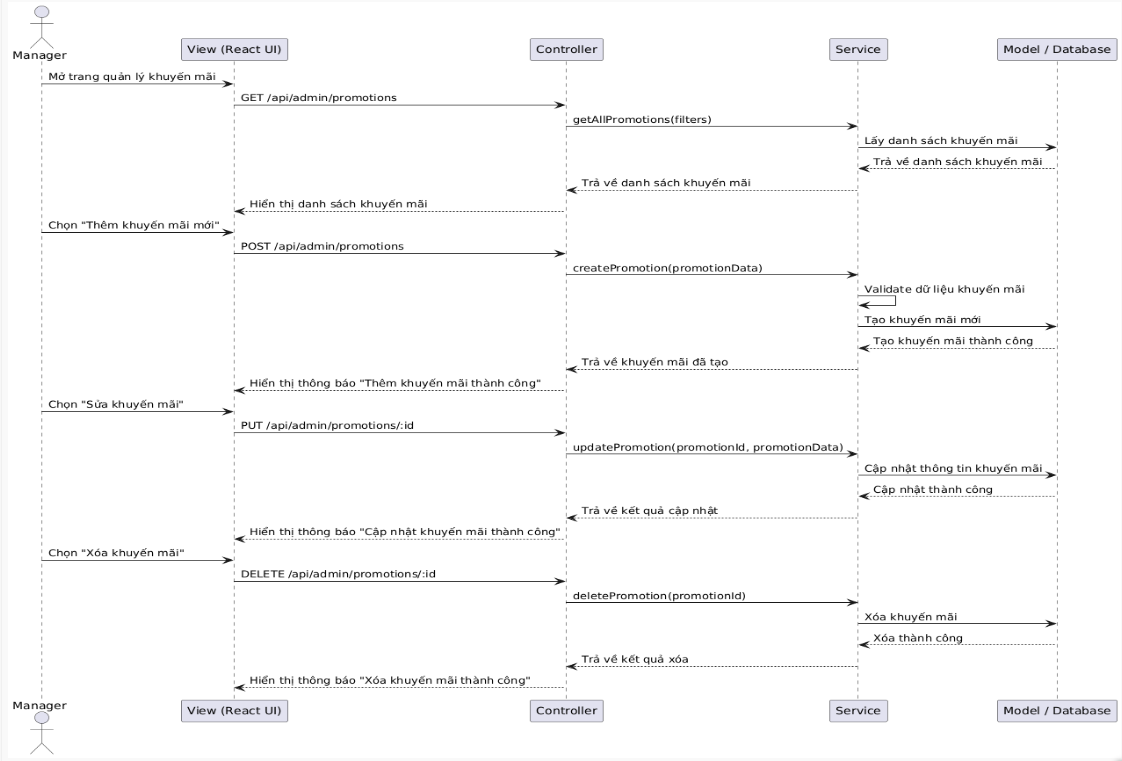 Manager
View (React UI)
Controller
Service
Model / Database
Mở trang quản lý khuyến mãi
GET /api/admin/promotions
getAllPromotions(filters)
Lấy danh sách khuyến mãi
Trả về danh sách khuyến mãi
Trả về danh sách khuyến mãi
Hiển thị danh sách khuyến mãi
Chọn "Thêm khuyến mãi mới"
POST /api/admin/promotions
createPromotion(promotionData)
Validate dữ liệu khuyến mãi
Tạo khuyến mãi mới
Tạo khuyến mãi thành công
Trả về khuyến mãi đã tạo
Hiển thị thông báo "Thêm khuyến mãi thành công"
Chọn "Sửa khuyến mãi"
PUT /api/admin/promotions/:id
updatePromotion(promotionId, promotionData)
Cập nhật thông tin khuyến mãi
Cập nhật thành công
Trả về kết quả cập nhật
Hiển thị thông báo "Cập nhật khuyến mãi thành công"
Chọn "Xóa khuyến mãi"
DELETE /api/admin/promotions/:id
deletePromotion(promotionId)
Xóa khuyến mãi
Xóa thành công
Trả về kết quả xóa
Hiển thị thông báo "Xóa khuyến mãi thành công"
Manager
View (React UI)
Controller
Service
Model / Database